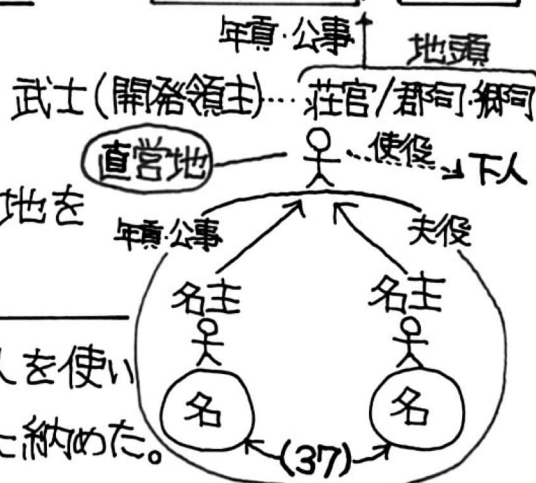 年貢・公事
地頭
武士(開発領主)…荘官/郡司・郷司
直営地
使役
下人
地を
年貢・公事
夫役
名主
名主
人を使い
名
名
に納めた。
(37)